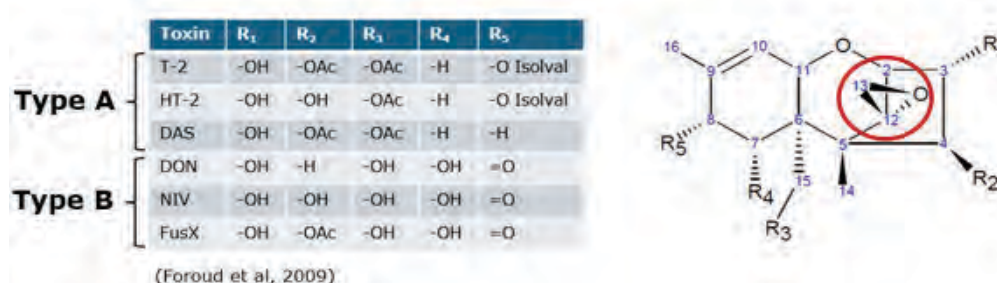 Toxin R1 R2 R3 R4 R5
T-2 -OH -OAc -OAc -H -O Isolval
HT-2 -OH -OH -OAc -H -O Isolval
DAS -OH -OAc -OAc -H -H
DON -OH -H -OH -OH =O
NIV -OH -OH -OH -OH =O
FusX -OH -OAc -OH -OH =O
Type A
Type B
(Foroud et al, 2009)
16 10 O R
9 11 2 3
13 O
8 6 12
R5 7 5 4
R4 15 14 R2
R3